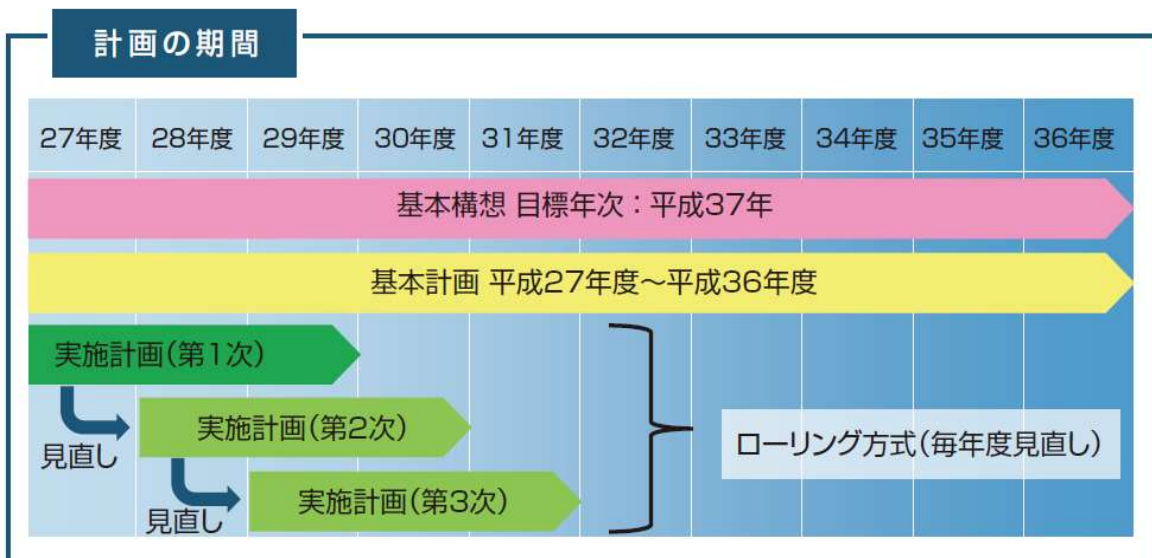 計画の期間
27年度 28年度 29年度 30年度 31年度 32年度 33年度 34年度 35年度 36年度
基本構想 目標年次：平成37年
基本計画 平成27年度～平成36年度
実施計画(第1次)
見直し
実施計画(第2次)
ローリング方式(毎年度見直し)
見直し
実施計画(第3次)